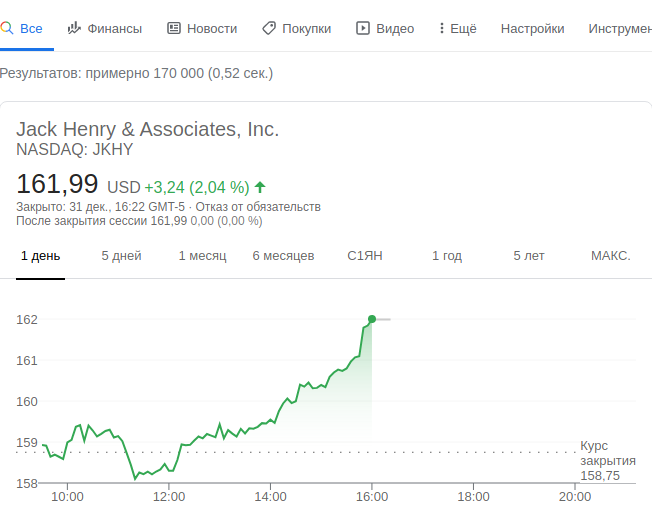 Все Финансы Новости Покупки Видео Ещё Настройки Инструмен
Результатов: примерно 170 000 (0,52 сек.)
Jack Henry & Associates, Inc.
NASDAQ: JKHY
161,99 USD +3,24 (2,04 %)
Закрыто: 31 дек., 16:22 GMT-5 · Отказ от обязательств
После закрытия сессии 161,99 0,00 (0,00 %)
1 день 5 дней 1 месяц 6 месяцев С1ЯН 1 год 5 лет МАКС.
162
161
160
159
158
Курс
закрытия
158,75
10:00 12:00 14:00 16:00 18:00 20:00